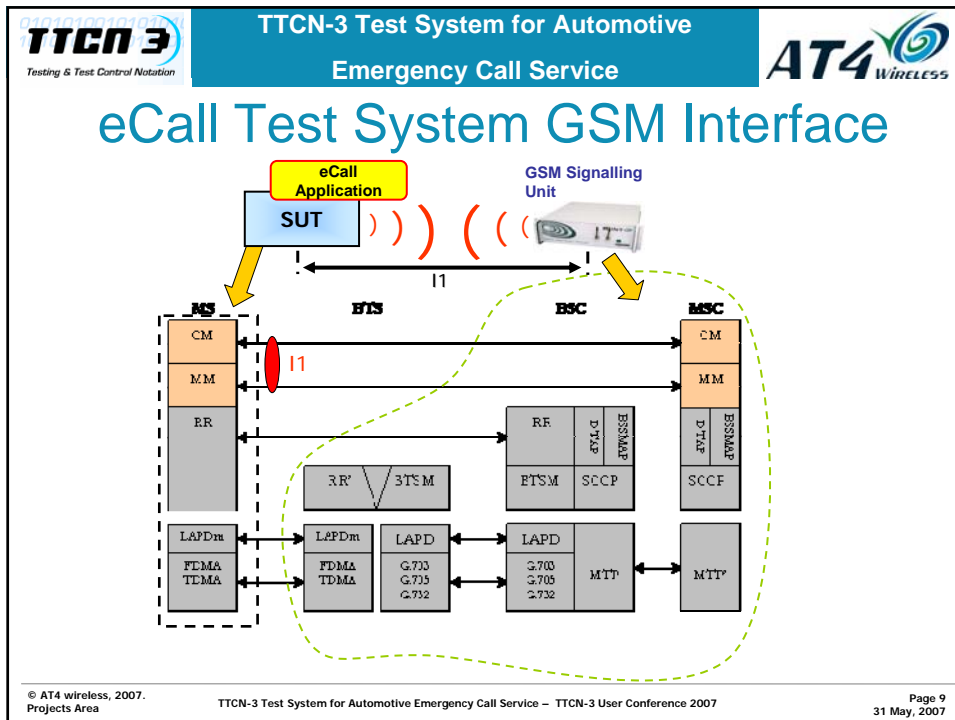 TTCN 3
Testing & Test Control Notation
TTCN-3 Test System for Automotive
Emergency Call Service
AT4 WIRELESS
eCall Test System GSM Interface
eCall
Application
SUT
GSM Signalling
Unit
I1
MS
BTS
BSC
MSC
CM
CM
I1
MM
MM
RR
RR
DTAP
BSSMAP
DTAP
BSSMAP
RR'
BTSM
BTSM
SCCP
SCCP
LAPDm
LAPDm
LAPD
LAPD
FDMA
TDMA
FDMA
TDMA
G.703
G.705
G.732
G.703
G.705
G.732
MTP
MTP
© AT4 wireless, 2007.
Projects Area
TTCN-3 Test System for Automotive Emergency Call Service – TTCN-3 User Conference 2007
Page 9
31 May, 2007